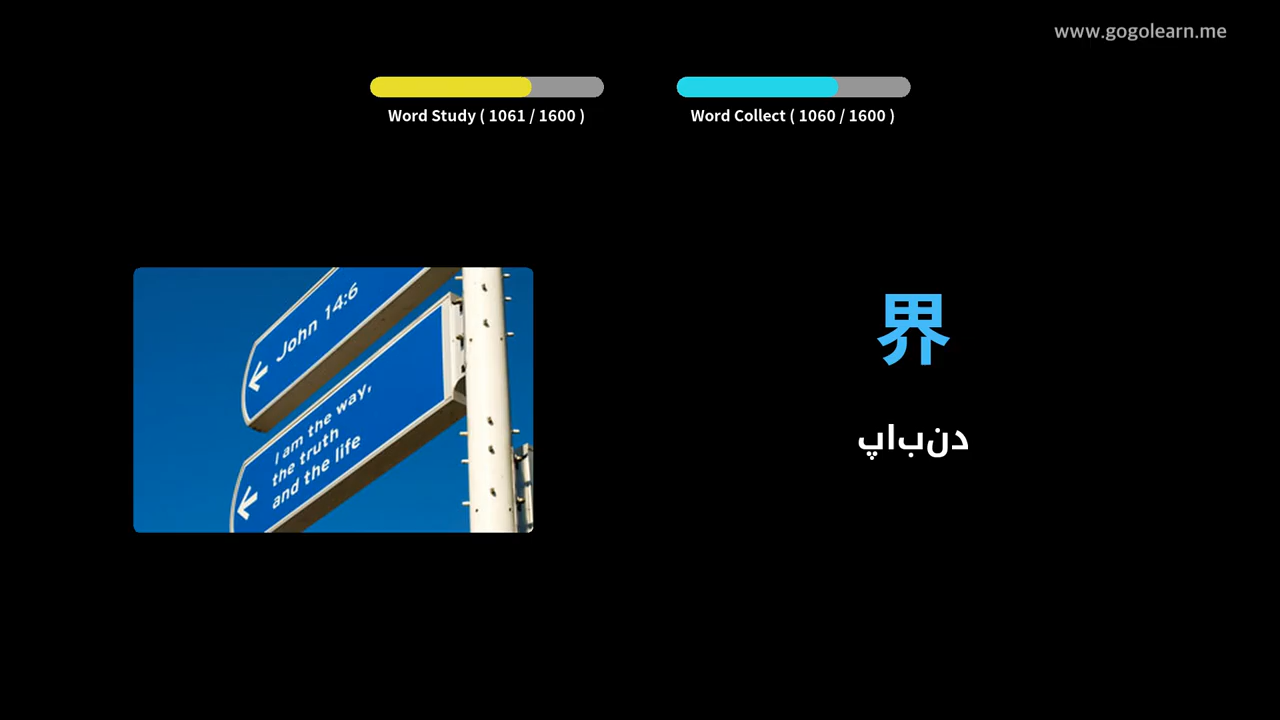 www.gogolearn.me
Word Study ( 1061 / 1600 )
Word Collect ( 1060 / 1600 )
John 14:6
I am the way,
the truth
and the life
界
دنباپ